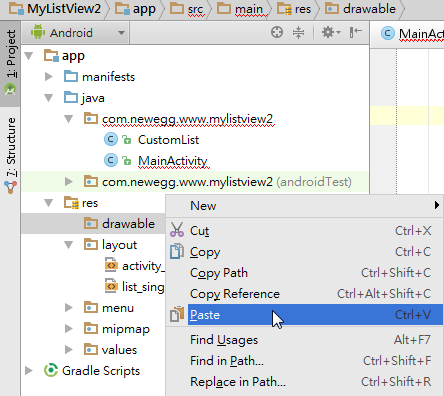 MyListView2 app src main res drawable
Android
MainActi
1: Project
7: Structure
app
manifests
java
com.newegg.www.mylistview2
CustomList
MainActivity
com.newegg.www.mylistview2 (androidTest)
res
drawable
layout
activity_
list_sing
menu
mipmap
values
Gradle Scripts
New
Cut Ctrl+X
Copy Ctrl+C
Copy Path Ctrl+Shift+C
Copy Reference Ctrl+Alt+Shift+C
Paste Ctrl+V
Find Usages Alt+F7
Find in Path... Ctrl+Shift+F
Replace in Path... Ctrl+Shift+R